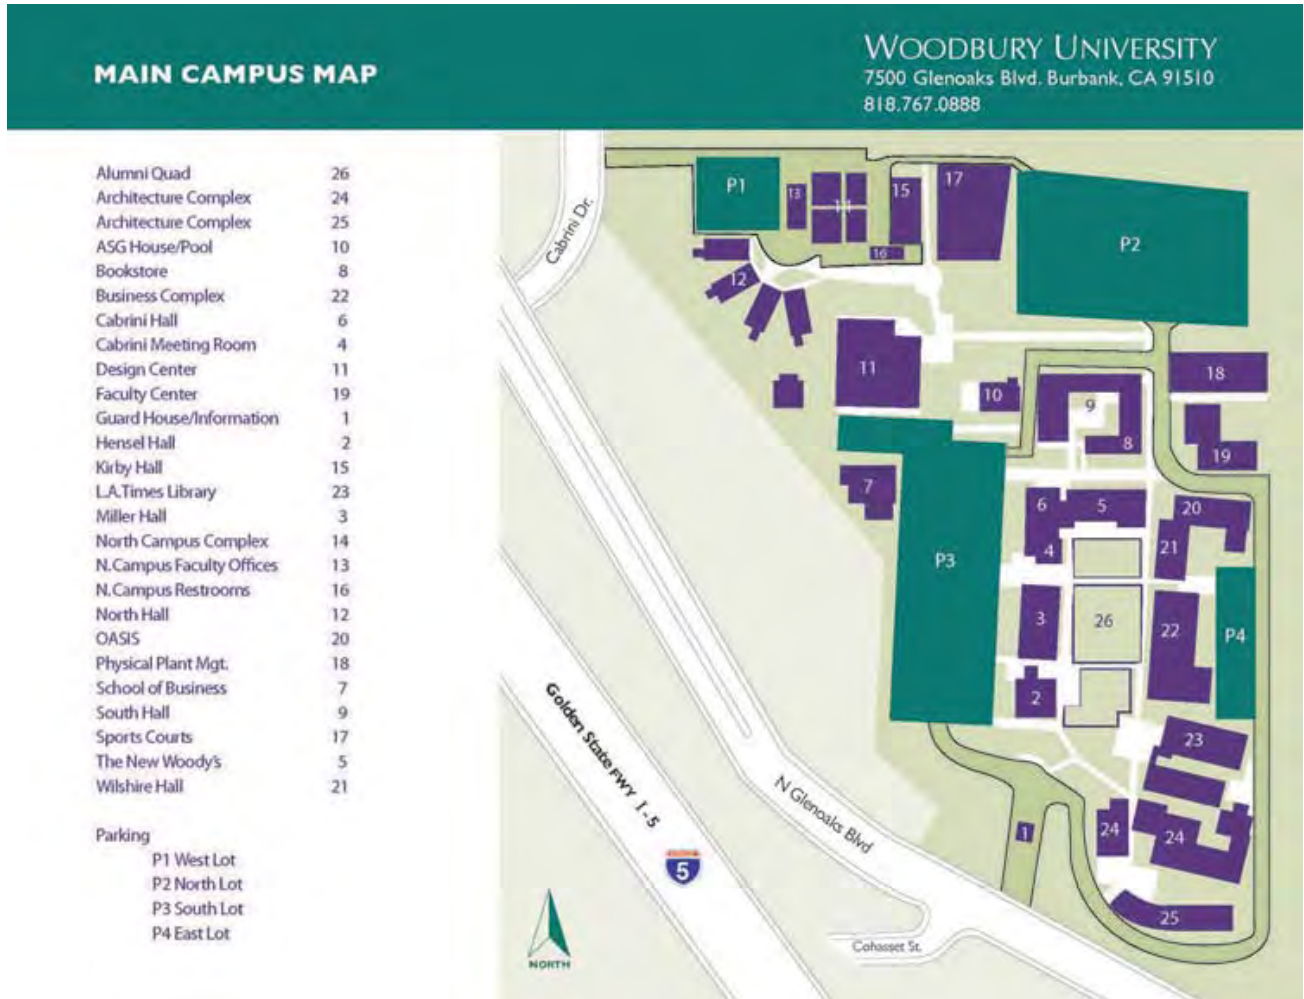 MAIN CAMPUS MAP
WOODBURY UNIVERSITY
7500 Glenoaks Blvd. Burbank, CA 91510
818.767.0888
Alumni Quad 26
Architecture Complex 24
Architecture Complex 25
ASG House/Pool 10
Bookstore 8
Business Complex 22
Cabrini Hall 6
Cabrini Meeting Room 4
Design Center 11
Faculty Center 19
Guard House/Information 1
Hensel Hall 2
Kirby Hall 15
L.A.Times Library 23
Miller Hall 3
North Campus Complex 14
N.Campus Faculty Offices 13
N.Campus Restrooms 16
North Hall 12
OASIS 20
Physical Plant Mgt. 18
School of Business 7
South Hall 9
Sports Courts 17
The New Woody's 5
Wilshire Hall 21
Parking
P1 West Lot
P2 North Lot
P3 South Lot
P4 East Lot
Cabrini Dr.
P1
13
15
17
P2
16
12
11
18
10
9
8
19
7
6
5
20
4
21
P3
3
26
22
P4
2
23
Golden State FWY I-5
N Glenoaks Blvd
1
24
24
5
25
Cohasset St.
NORTH